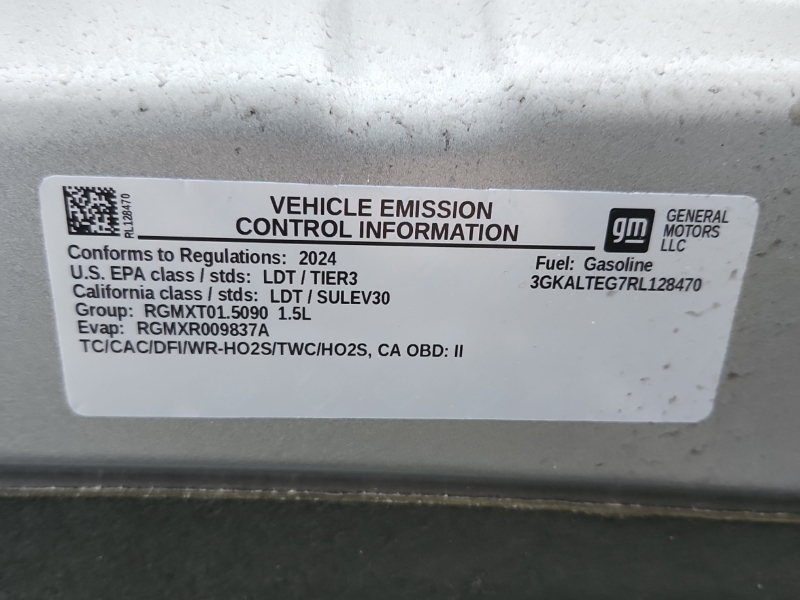 RL128470
VEHICLE EMISSION
CONTROL INFORMATION
gm
GENERAL
MOTORS
LLC
Conforms to Regulations: 2024
U.S. EPA class / stds: LDT / TIER3
California class / stds: LDT / SULEV30
Group: RGMXT01.5090 1.5L
Evap: RGMXR009837A
TC/CAC/DFI/WR-HO2S/TWC/HO2S, CA OBD: II
Fuel: Gasoline
3GKALTEG7RL128470